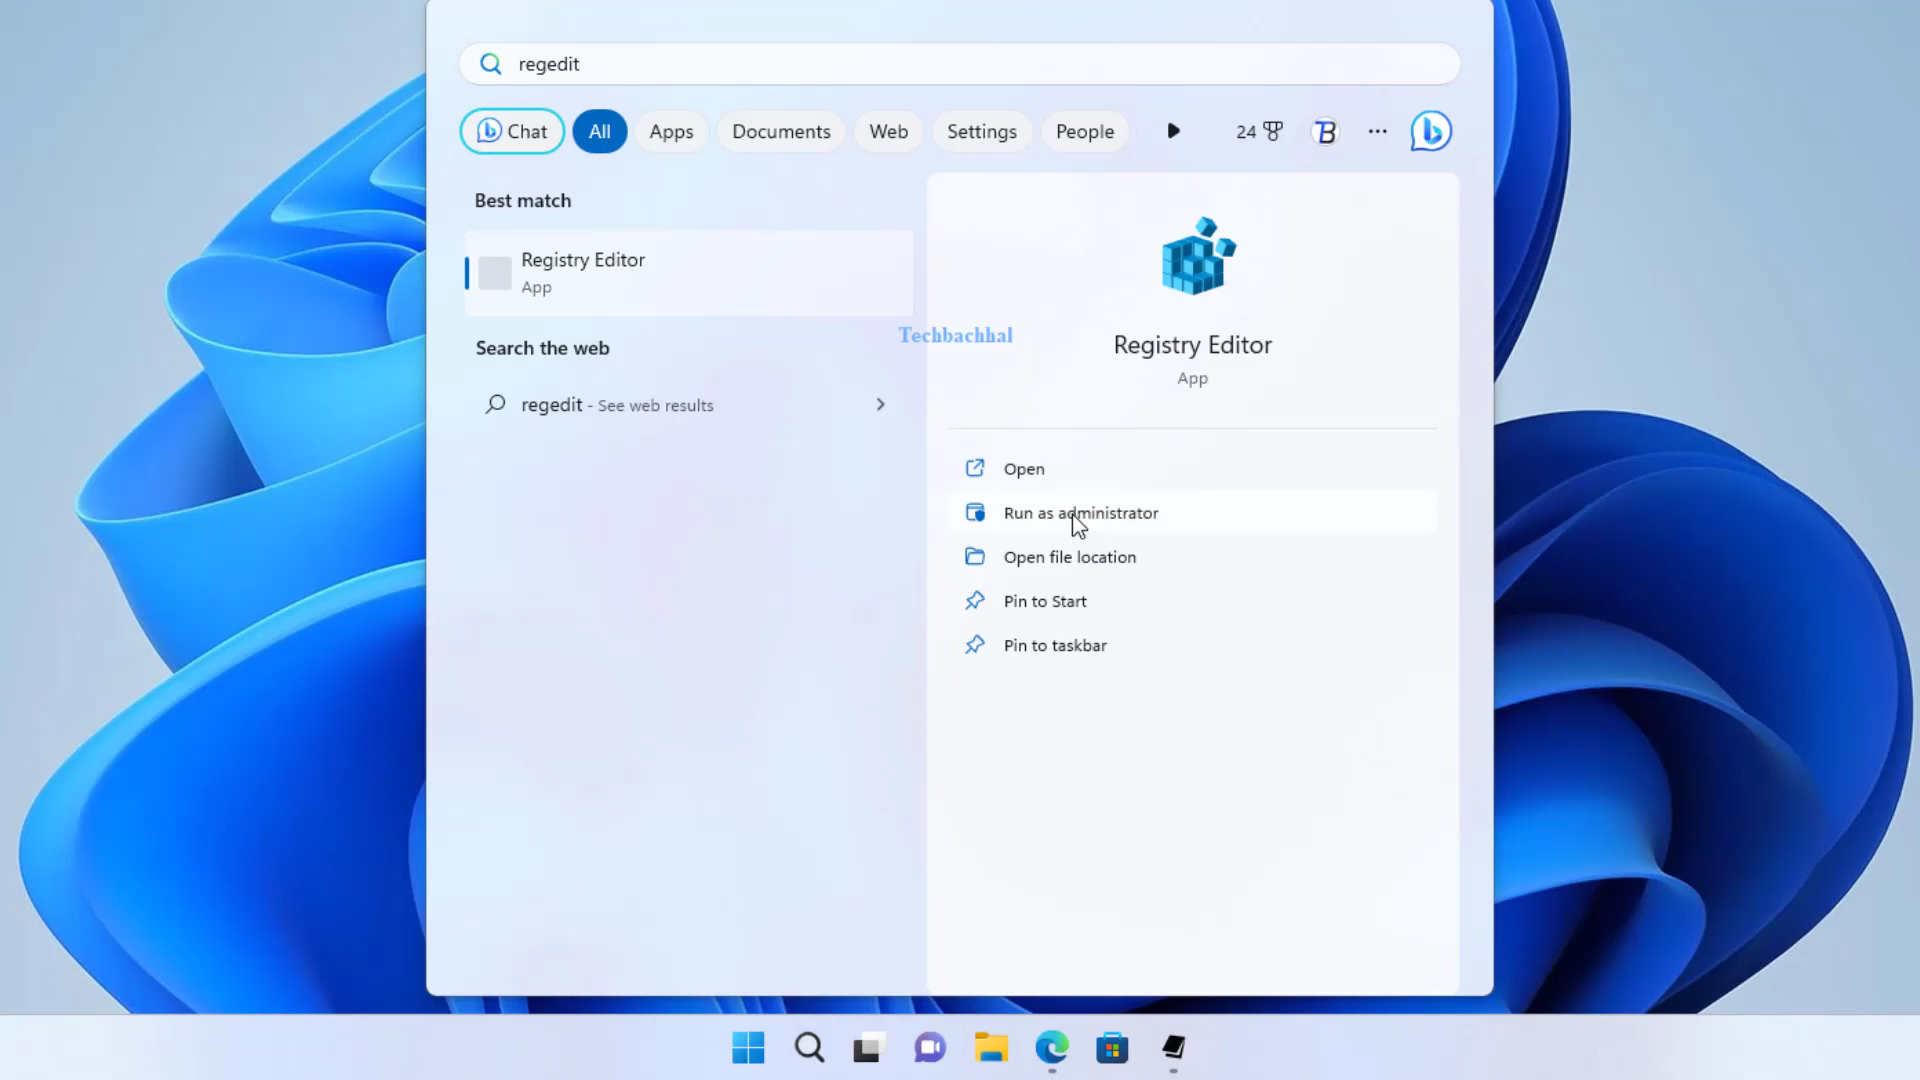 regedit
Chat
All
Apps
Documents
Web
Settings
People
24
Best match
Registry Editor
App
Search the web
regedit - See web results
Techbachhal
Registry Editor
App
Open
Run as administrator
Open file location
Pin to Start
Pin to taskbar